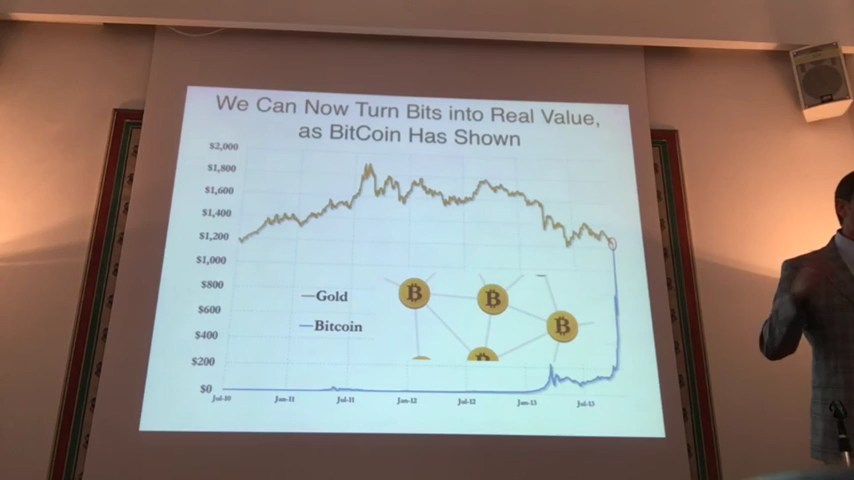 We Can Now Turn Bits into Real Value,
as BitCoin Has Shown
$2,000
$1,800
$1,600
$1,400
$1,200
$1,000
$800
$600
$400
$200
$0
Gold
Bitcoin
B B B B
Jul-10 Jan-11 Jul-11 Jan-12 Jul-12 Jan-13 Jul-13